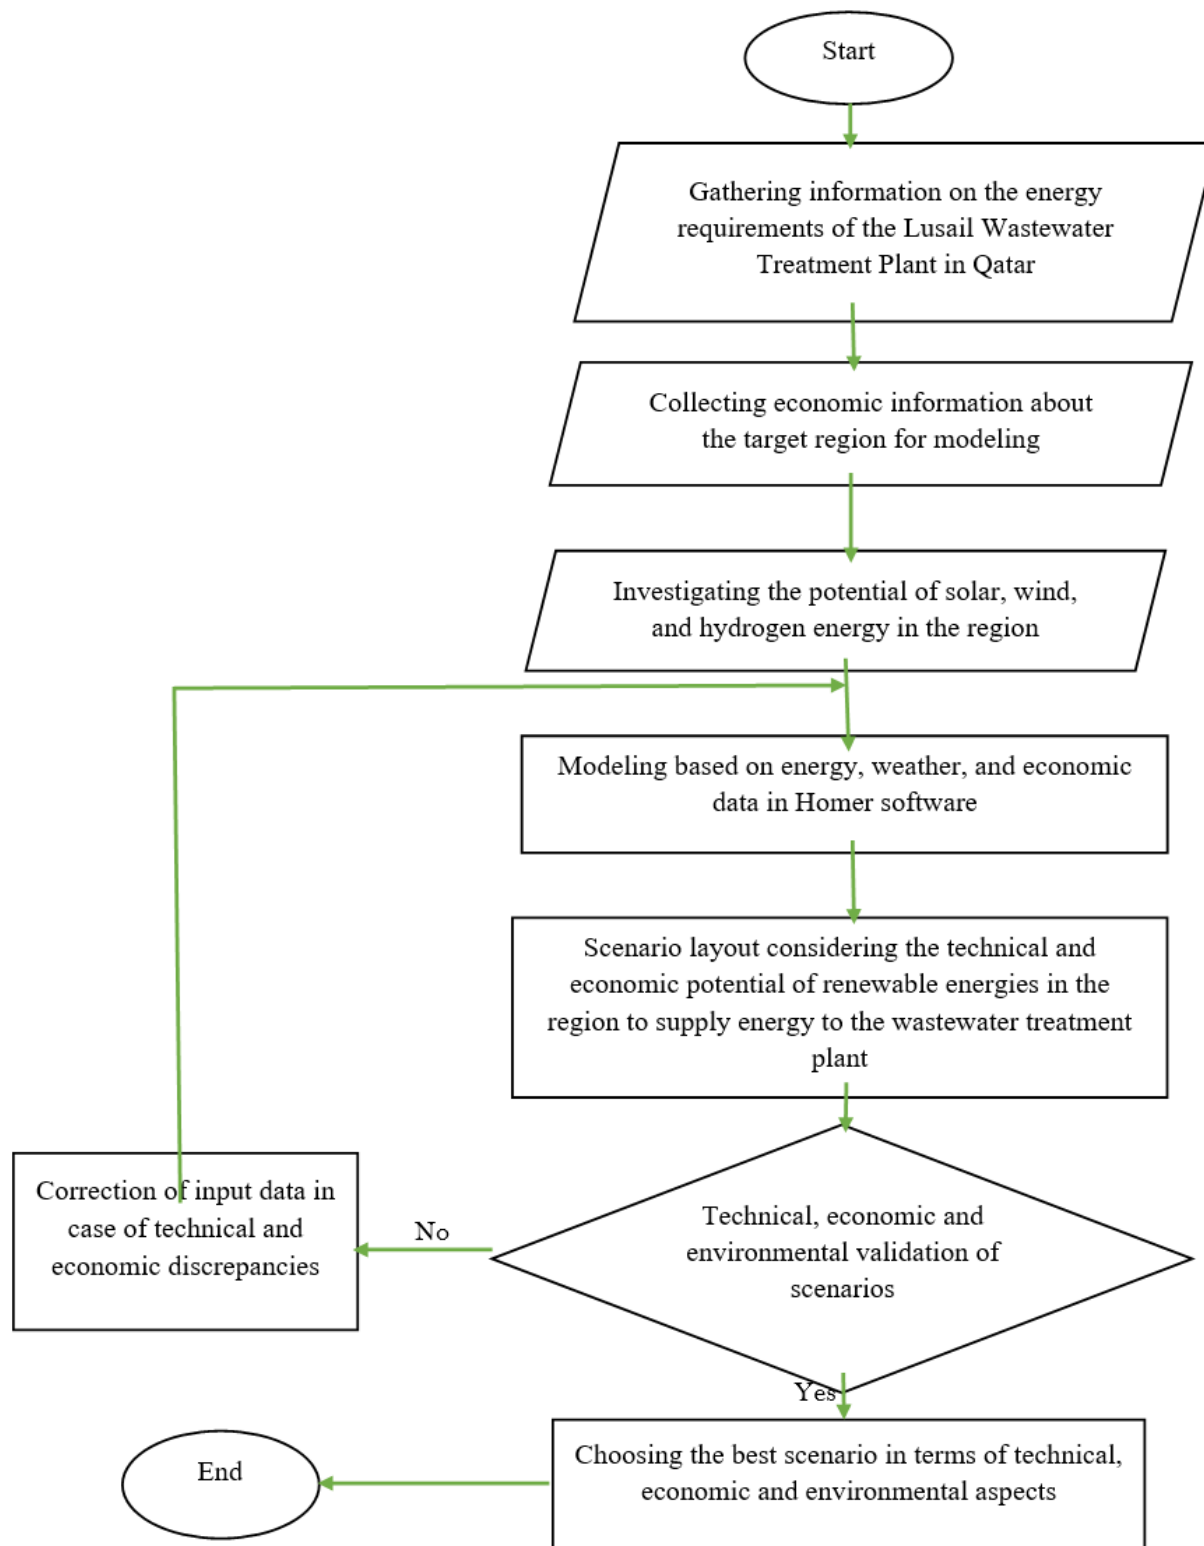 Start
Gathering information on the energy
requirements of the Lusail Wastewater
Treatment Plant in Qatar
Collecting economic information about
the target region for modeling
Investigating the potential of solar, wind,
and hydrogen energy in the region
Modeling based on energy, weather, and economic
data in Homer software
Scenario layout considering the technical and
economic potential of renewable energies in the
region to supply energy to the wastewater treatment
plant
Technical, economic and
environmental validation of
scenarios
No
Correction of input data in
case of technical and
economic discrepancies
Yes
Choosing the best scenario in terms of technical,
economic and environmental aspects
End